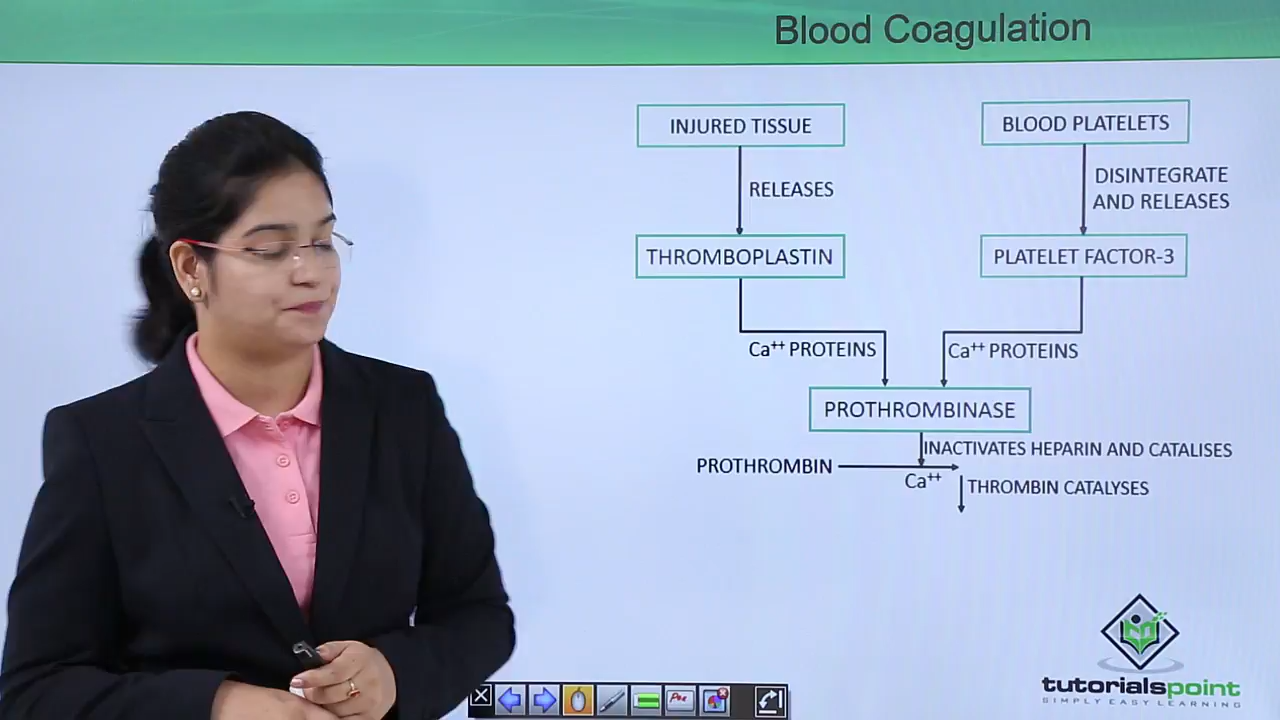 Blood Coagulation
INJURED TISSUE
BLOOD PLATELETS
RELEASES
DISINTEGRATE
AND RELEASES
THROMBOPLASTIN
PLATELET FACTOR-3
Ca⁺⁺ PROTEINS
Ca⁺⁺ PROTEINS
PROTHROMBINASE
INACTIVATES HEPARIN AND CATALISES
PROTHROMBIN
Ca⁺⁺
THROMBIN CATALYSES
tutorialspoint
SIMPLY EASY LEARNING